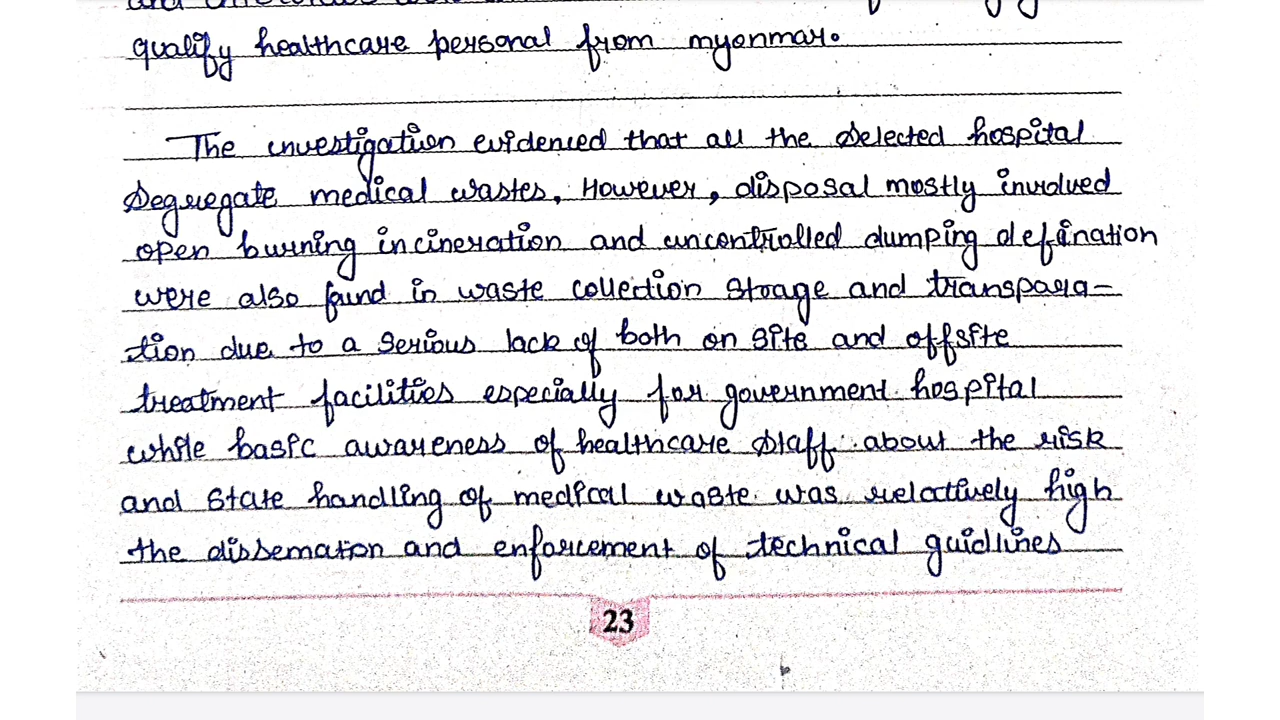 qualify healthcare personal from myonmar.
The investigation evidenced that all the selected hospital
segregate medical wastes, However, disposal mostly involved
open burning incineration and uncontrolled dumping defination
were also found in waste collection storage and transpara-
tion due to a serious lack of both on site and offsite
treatment facilities especially for government hospital
while basic awareness of healthcare staff about the risk
and state handling of medical waste was relatively high
the dissemation and enforcement of technical guidlines
23